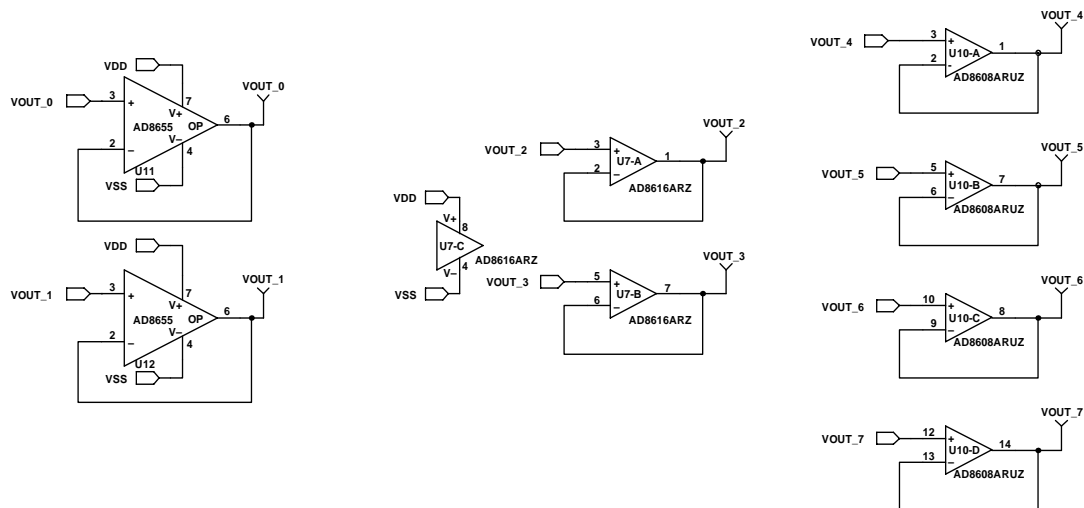 VDD
VOUT_0
VOUT_0
3
+
7
V+
AD8655
OP
6
2
−
V−
4
U11
VSS
VDD
VOUT_1
VOUT_1
3
+
7
V+
AD8655
OP
6
2
−
V−
4
U12
VSS
VDD
V+
8
U7-C
AD8616ARZ
V−
4
VSS
VOUT_2
VOUT_2
3
+
U7-A
1
2
−
AD8616ARZ
VOUT_3
VOUT_3
5
+
U7-B
7
6
−
AD8616ARZ
VOUT_4
VOUT_4
3
+
U10-A
1
2
-
AD8608ARUZ
VOUT_5
VOUT_5
5
+
U10-B
7
6
−
AD8608ARUZ
VOUT_6
VOUT_6
10
+
U10-C
8
9
−
AD8608ARUZ
VOUT_7
VOUT_7
12
+
U10-D
14
13
−
AD8608ARUZ